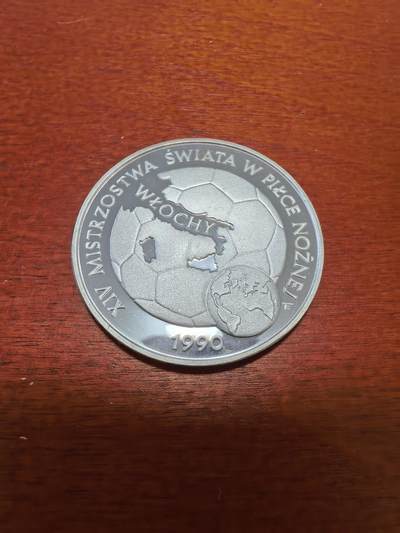 XIV MISTRZOSTWA ŚWIATA W PIŁCE NOŻNEJ
WŁOCHY
1990